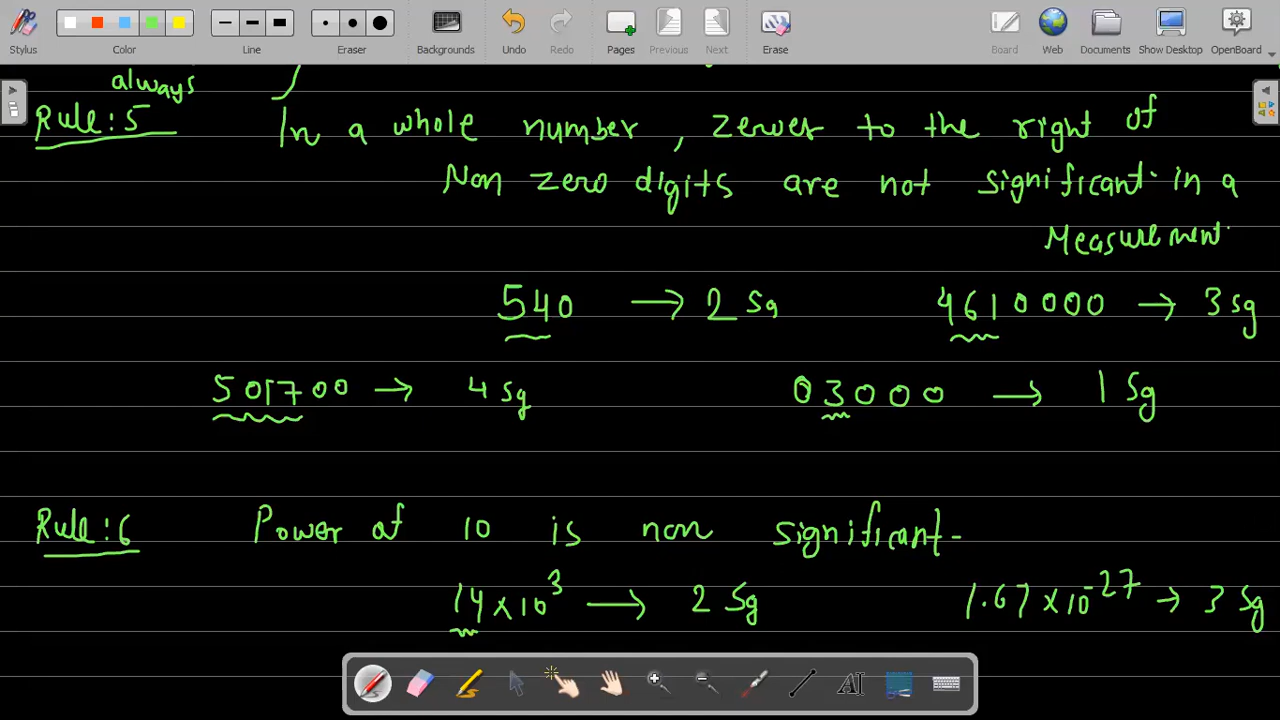 Stylus Color Line Eraser Backgrounds Undo Redo Pages Previous Next Erase Board Web Documents Show Desktop OpenBoard
always
Rule:5 In a whole number, zeroes to the right of
Non zero digits are not significant in a
Measurement
540 → 2 Sg 4610000 → 3 Sg
501700 → 4 Sg 03000 → 1 Sg
Rule:6 Power of 10 is non significant.
14×10³ → 2 Sg 1.67×10⁻²⁷ → 3 Sg
AI